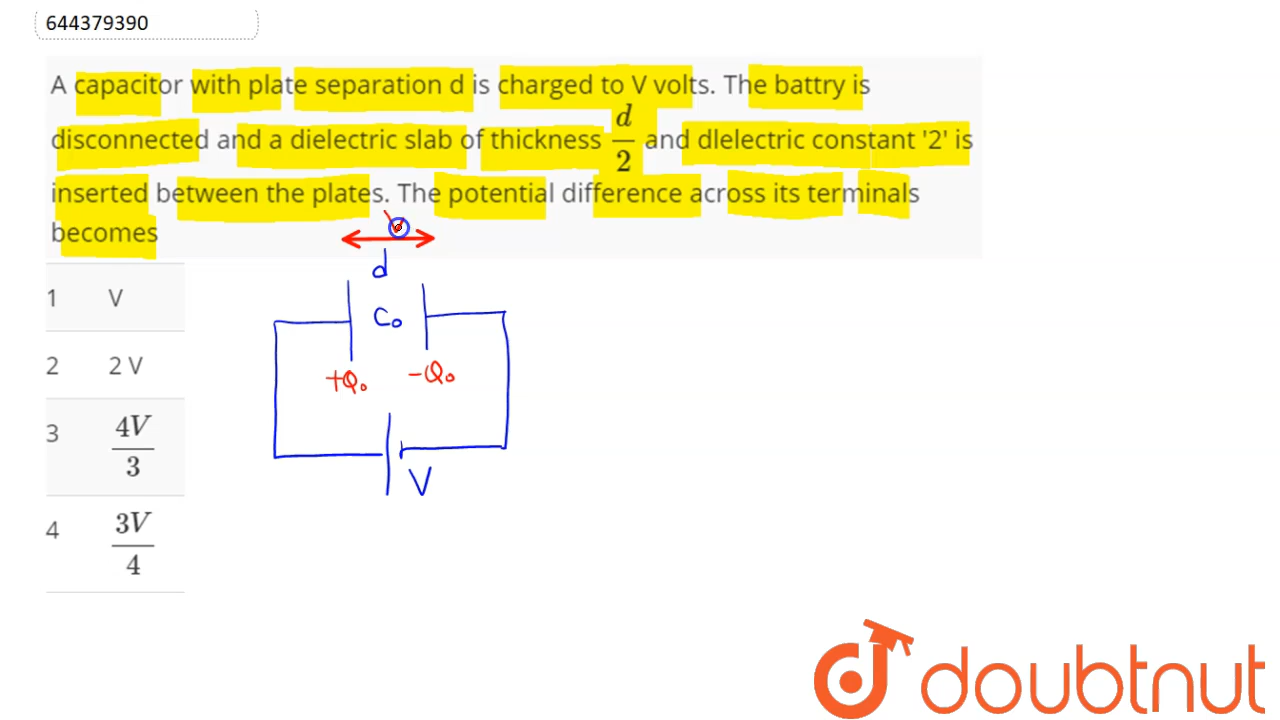 644379390
A capacitor with plate separation d is charged to V volts. The battry is
disconnected and a dielectric slab of thickness d/2 and dlelectric constant '2' is
inserted between the plates. The potential difference across its terminals
becomes
1 V
2 2 V
3 4V/3
4 3V/4
d
C₀
+Q₀ -Q₀
V
doubtnut